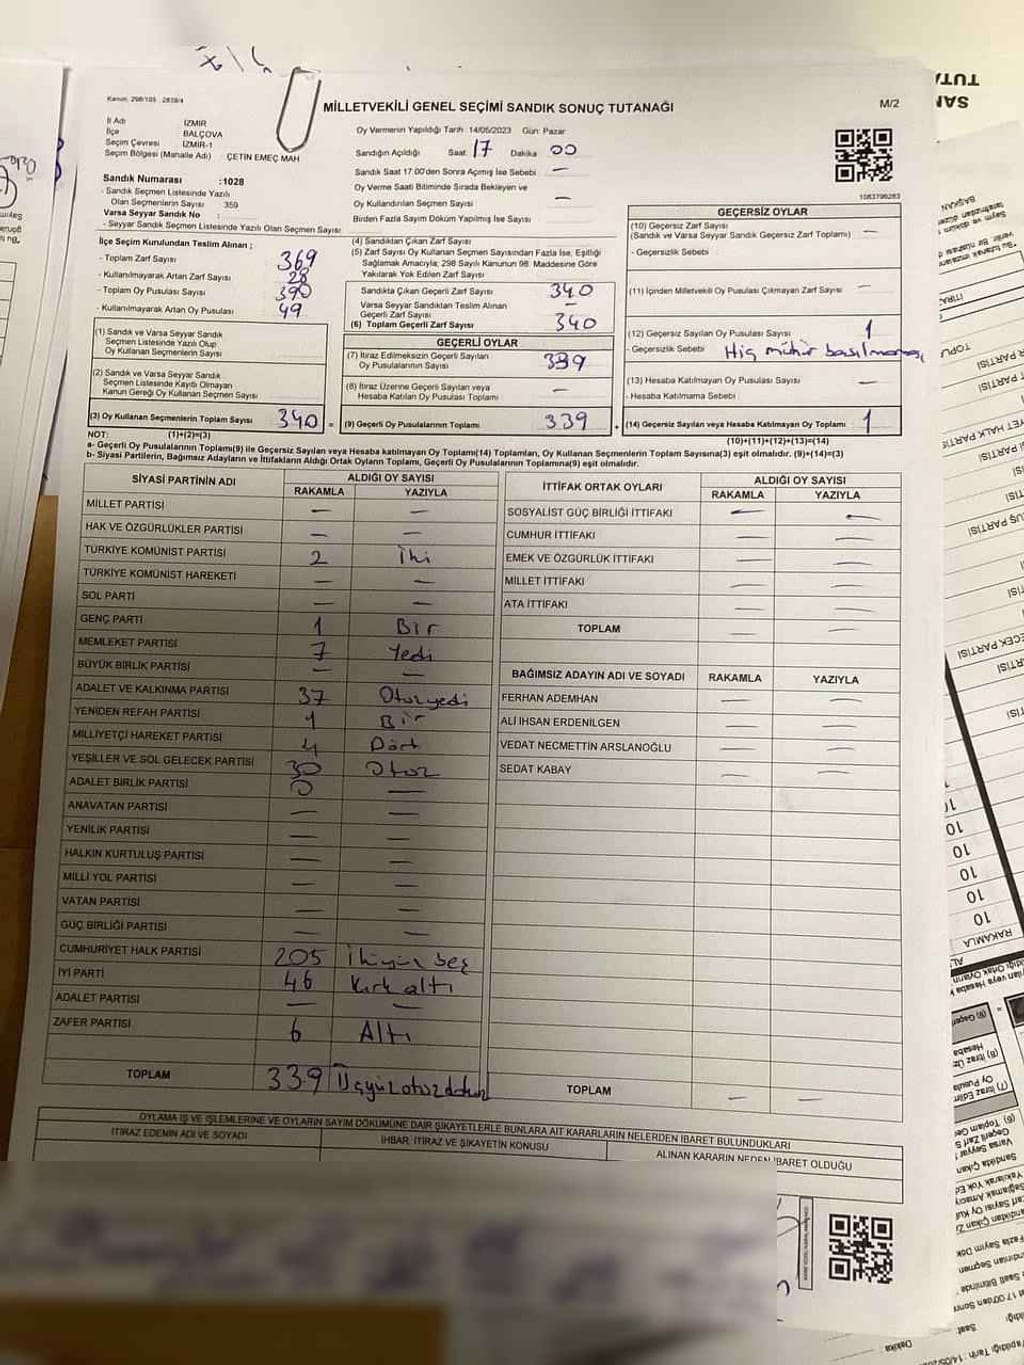 Kanun: 298/105 . 2839/4
MİLLETVEKİLİ GENEL SEÇİMİ SANDIK SONUÇ TUTANAĞI
M/2
İl Adı İZMİR
İlçe BALÇOVA
Seçim Çevresi İZMİR-1
Seçim Bölgesi (Mahalle Adı) ÇETİN EMEÇ MAH
Sandık Numarası :1028
- Sandık Seçmen Listesinde Yazılı
Olan Seçmenlerin Sayısı 359
Varsa Seyyar Sandık No :
- Seyyar Sandık Seçmen Listesinde Yazılı Olan Seçmenlerin Sayısı:
Oy Vermenin Yapıldığı Tarih :14/05/2023 Gün: Pazar
Sandığın Açıldığı Saat: 17 Dakika 00
Sandık Saat 17.00'den Sonra Açmış İse Sebebi —
Oy Verme Saati Bitiminde Sırada Bekleyen ve
Oy Kullandırılan Seçmen Sayısı —
Birden Fazla Sayım Döküm Yapılmış İse Sayısı
1083796283
İlçe Seçim Kurulundan Teslim Alınan ;
- Toplam Zarf Sayısı 369
- Kullanılmayarak Artan Zarf Sayısı 28
- Toplam Oy Pusulası Sayısı 390
- Kullanılmayarak Artan Oy Pusulası 49
(1) Sandık ve Varsa Seyyar Sandık
Seçmen Listesinde Yazılı Olup
Oy Kullanan Seçmenlerin Sayısı
(2) Sandık ve Varsa Seyyar Sandık
Seçmen Listesinde Kayıtlı Olmayan
Kanun Gereği Oy Kullanan Seçmen Sayısı
(3) Oy Kullanan Seçmenlerin Toplam Sayısı 340 =
(1)+(2)=(3)
(4) Sandıktan Çıkan Zarf Sayısı
(5) Zarf Sayısı Oy Kullanan Seçmen Sayısından Fazla İse, Eşitliği
Sağlamak Amacıyla; 298 Sayılı Kanunun 98. Maddesine Göre
Yakılarak Yok Edilen Zarf Sayısı
Sandıkta Çıkan Geçerli Zarf Sayısı 340
Varsa Seyyar Sandıktan Teslim Alınan
Geçerli Zarf Sayısı —
(6) Toplam Geçerli Zarf Sayısı 340
GEÇERLİ OYLAR
(7) İtiraz Edilmeksizin Geçerli Sayılan
Oy Pusulalarının Sayısı 339
(8) İtiraz Üzerine Geçerli Sayılan veya
Hesaba Katılan Oy Pusulası Toplamı —
(9) Geçerli Oy Pusulalarının Toplamı 339 +
GEÇERSİZ OYLAR
(10) Geçersiz Zarf Sayısı
(Sandık ve Varsa Seyyar Sandık Geçersiz Zarf Toplamı) —
- Geçersizlik Sebebi
(11) İçinden Milletvekili Oy Pusulası Çıkmayan Zarf Sayısı —
(12) Geçersiz Sayılan Oy Pusulası Sayısı 1
- Geçersizlik Sebebi Hiç mühür basılmaması
(13) Hesaba Katılmayan Oy Pusulası Sayısı —
- Hesaba Katılmama Sebebi
(14) Geçersiz Sayılan veya Hesaba Katılmayan Oy Toplamı 1
(10)+(11)+(12)+(13)=(14)
NOT:
a- Geçerli Oy Pusulalarının Toplamı(9) ile Geçersiz Sayılan veya Hesaba katılmayan Oy Toplamı(14) Toplamları, Oy Kullanan Seçmenlerin Toplam Sayısına(3) eşit olmalıdır. (9)+(14)=(3)
b- Siyasi Partilerin, Bağımsız Adayların ve İttifakların Aldığı Ortak Oyların Toplamı, Geçerli Oy Pusulalarının Toplamına(9) eşit olmalıdır.
SİYASİ PARTİNİN ADI ALDIĞI OY SAYISI
RAKAMLA YAZIYLA
MİLLET PARTİSİ — —
HAK VE ÖZGÜRLÜKLER PARTİSİ — —
TÜRKİYE KOMÜNİST PARTİSİ 2 İki
TÜRKİYE KOMÜNİST HAREKETİ — —
SOL PARTİ — —
GENÇ PARTİ 1 Bir
MEMLEKET PARTİSİ 7 Yedi
BÜYÜK BİRLİK PARTİSİ — —
ADALET VE KALKINMA PARTİSİ 37 Otuzyedi
YENİDEN REFAH PARTİSİ 1 Bir
MİLLİYETÇİ HAREKET PARTİSİ 4 Dört
YEŞİLLER VE SOL GELECEK PARTİSİ 30 Otuz
ADALET BİRLİK PARTİSİ 0 —
ANAVATAN PARTİSİ — —
YENİLİK PARTİSİ — —
HALKIN KURTULUŞ PARTİSİ — —
MİLLİ YOL PARTİSİ — —
VATAN PARTİSİ — —
GÜÇ BİRLİĞİ PARTİSİ — —
CUMHURİYET HALK PARTİSİ 205 İkiyüz beş
İYİ PARTİ 46 Kırk altı
ADALET PARTİSİ — —
ZAFER PARTİSİ 6 Altı
TOPLAM 339 Üçyüzotuzdokuz
İTTİFAK ORTAK OYLARI ALDIĞI OY SAYISI
RAKAMLA YAZIYLA
SOSYALİST GÜÇ BİRLİĞİ İTTİFAKI — —
CUMHUR İTTİFAKI — —
EMEK VE ÖZGÜRLÜK İTTİFAKI — —
MİLLET İTTİFAKI — —
ATA İTTİFAKI — —
TOPLAM — —
BAĞIMSIZ ADAYIN ADI VE SOYADI RAKAMLA YAZIYLA
FERHAN ADEMHAN — —
ALİ İHSAN ERDENİLGEN — —
VEDAT NECMETTİN ARSLANOĞLU — —
SEDAT KABAY — —
TOPLAM — —
OYLAMA İŞ VE İŞLEMLERİNE VE OYLARIN SAYIM DÖKÜMÜNE DAİR ŞİKAYETLERLE BUNLARA AİT KARARLARIN NELERDEN İBARET BULUNDUKLARI
İTİRAZ EDENİN ADI VE SOYADI İHBAR, İTİRAZ VE ŞİKAYETİN KONUSU ALINAN KARARIN NEDEN İBARET OLDUĞU